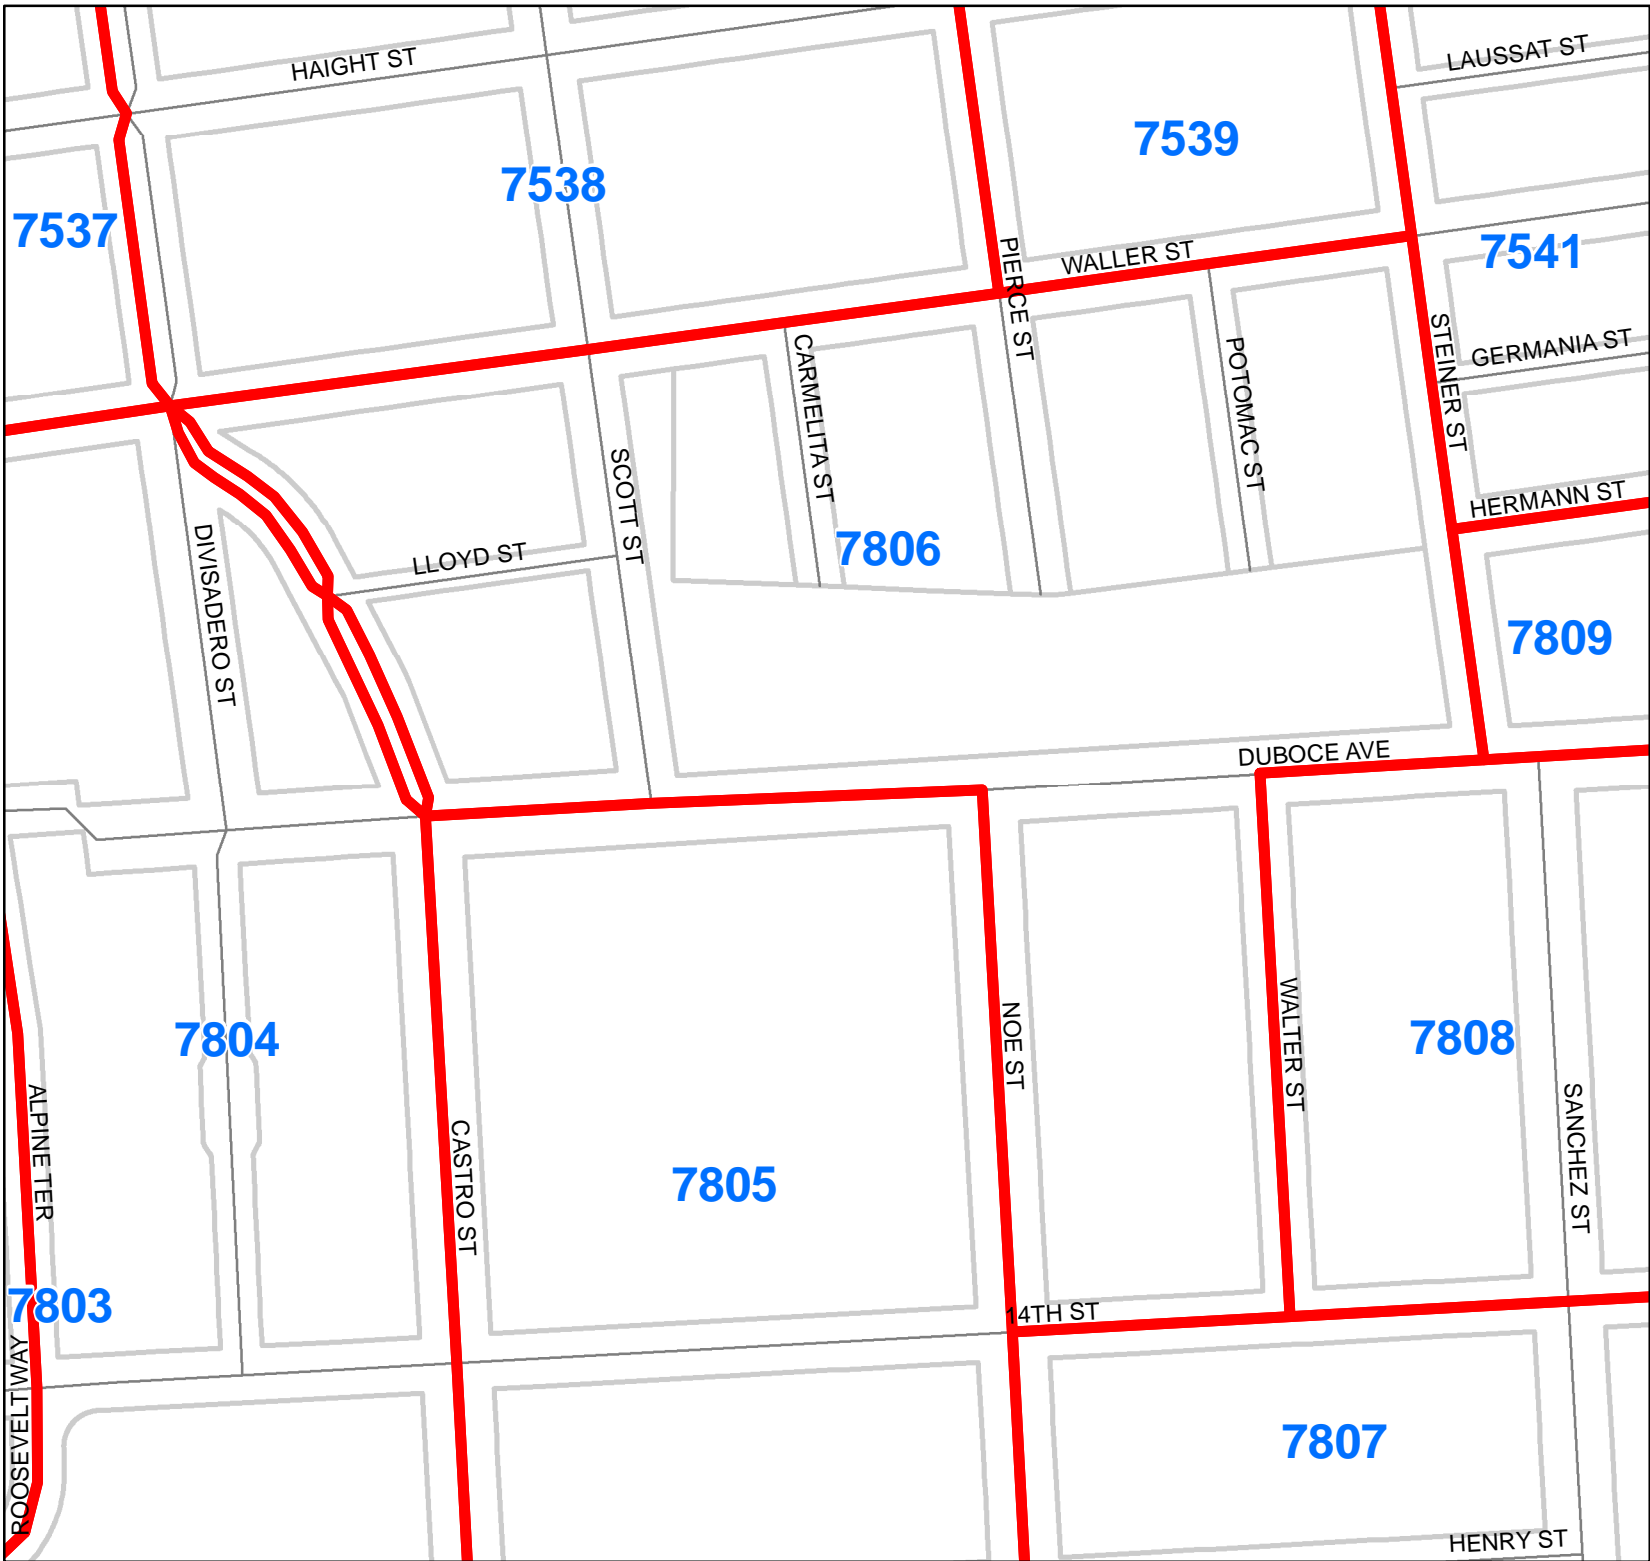 LAUSSAT ST
HAIGHT ST
7539
7538
7537
7541
WALLER ST
PIERCE ST
STEINER ST
GERMANIA ST
CARMELITA ST
POTOMAC ST
SCOTT ST
HERMANN ST
DIVISADERO ST
LLOYD ST
7806
7809
DUBOCE AVE
NOE ST
WALTER ST
7804
7808
ALPINE TER
SANCHEZ ST
CASTRO ST
7805
7803
14TH ST
ROOSEVELT WAY
7807
HENRY ST